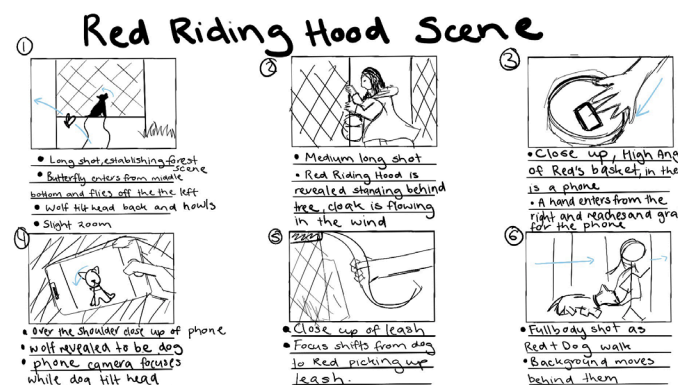 Red Riding Hood Scene
1
• Long shot, establishing forest
scene
• Butterfly enters from middle
bottom and flies off the the left
• Wolf tilt head back and howls
• Slight zoom
2
• Medium long shot
• Red Riding Hood is
revealed standing behind
tree, cloak is flowing
in the wind
3
• Close up, High Ang
of Red's basket, in the
is a phone
• A hand enters from the
right and reaches and gra
for the phone
4
• Over the shoulder close up of phone
• wolf revealed to be dog
• phone camera focuses
while dog tilt head
5
• Close up of leash
• Focus shifts from dog
to Red picking up
leash.
6
• Fullbody shot as
Red + Dog walk
• Background moves
behind them